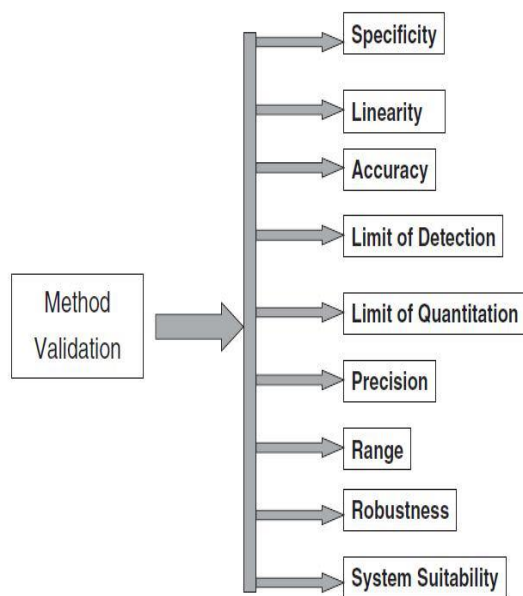 Method
Validation
Specificity
Linearity
Accuracy
Limit of Detection
Limit of Quantitation
Precision
Range
Robustness
System Suitability